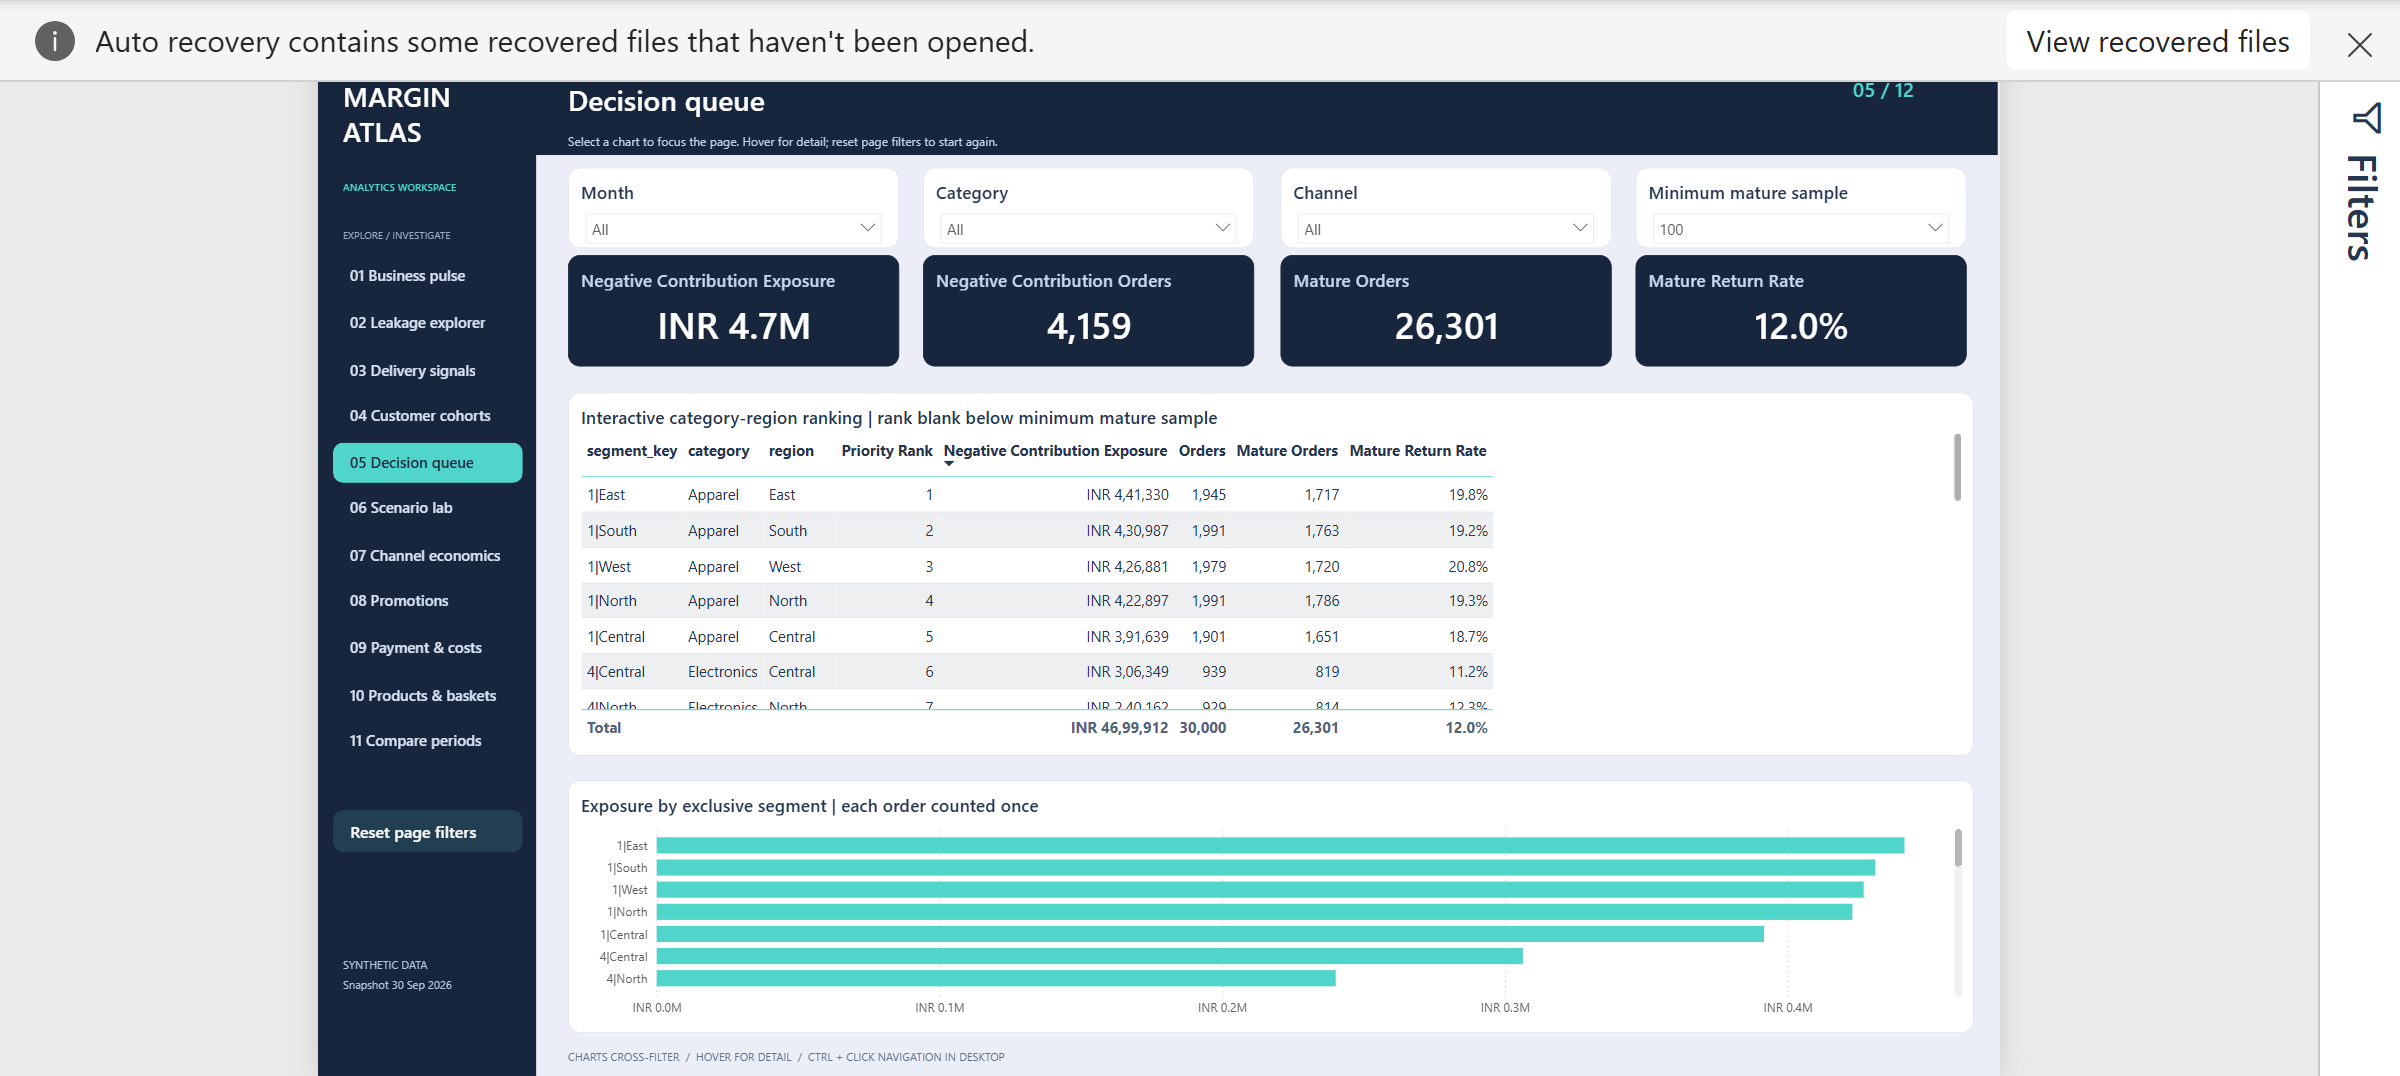 Auto recovery contains some recovered files that haven't been opened.
View recovered files
MARGIN
ATLAS
ANALYTICS WORKSPACE
EXPLORE / INVESTIGATE
01 Business pulse
02 Leakage explorer
03 Delivery signals
04 Customer cohorts
05 Decision queue
06 Scenario lab
07 Channel economics
08 Promotions
09 Payment & costs
10 Products & baskets
11 Compare periods
Reset page filters
SYNTHETIC DATA
Snapshot 30 Sep 2026
Decision queue
05 / 12
Select a chart to focus the page. Hover for detail; reset page filters to start again.
Month
All
Category
All
Channel
All
Minimum mature sample
100
Negative Contribution Exposure
INR 4.7M
Negative Contribution Orders
4,159
Mature Orders
26,301
Mature Return Rate
12.0%
Interactive category-region ranking | rank blank below minimum mature sample
segment_key category region Priority Rank Negative Contribution Exposure Orders Mature Orders Mature Return Rate
1|East Apparel East 1 INR 4,41,330 1,945 1,717 19.8%
1|South Apparel South 2 INR 4,30,987 1,991 1,763 19.2%
1|West Apparel West 3 INR 4,26,881 1,979 1,720 20.8%
1|North Apparel North 4 INR 4,22,897 1,991 1,786 19.3%
1|Central Apparel Central 5 INR 3,91,639 1,901 1,651 18.7%
4|Central Electronics Central 6 INR 3,06,349 939 819 11.2%
4|North Electronics North 7 INR 2,40,162 929 814 12.3%
Total INR 46,99,912 30,000 26,301 12.0%
Exposure by exclusive segment | each order counted once
1|East
1|South
1|West
1|North
1|Central
4|Central
4|North
INR 0.0M INR 0.1M INR 0.2M INR 0.3M INR 0.4M
CHARTS CROSS-FILTER / HOVER FOR DETAIL / CTRL + CLICK NAVIGATION IN DESKTOP
Filters